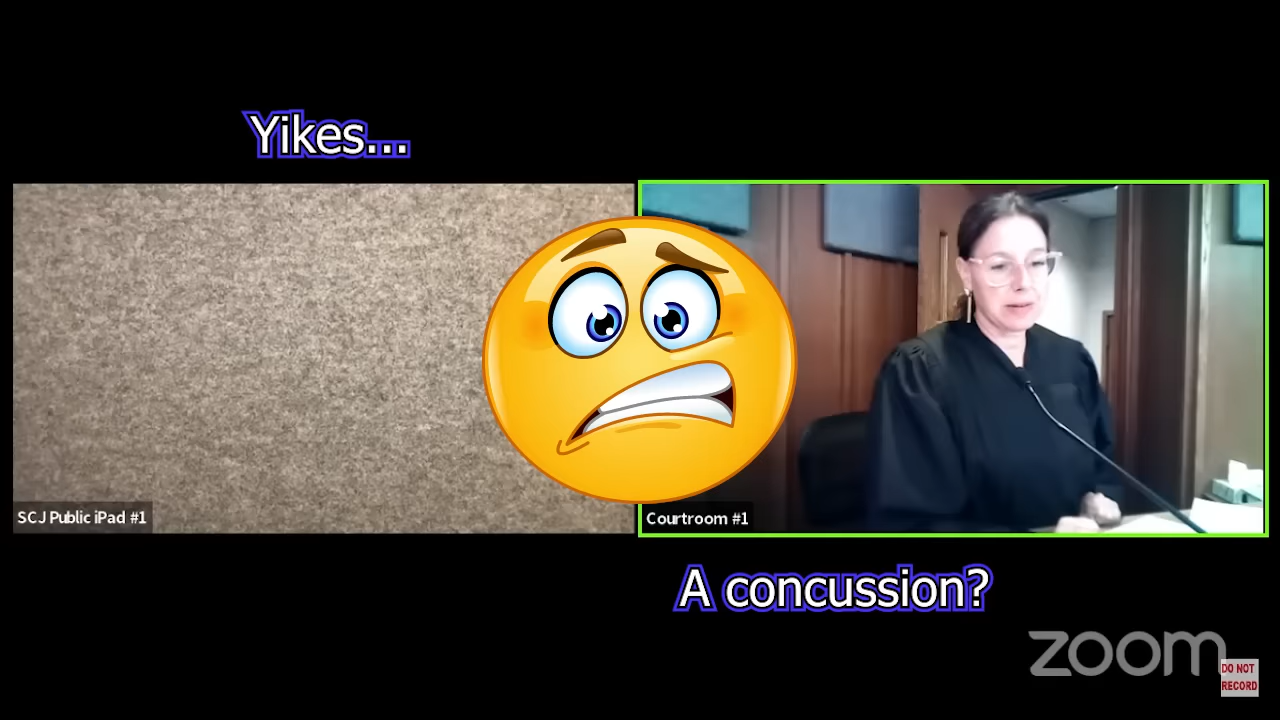 Yikes...
SCJ Public iPad #1
Courtroom #1
A concussion?
zoom
DO NOT
RECORD